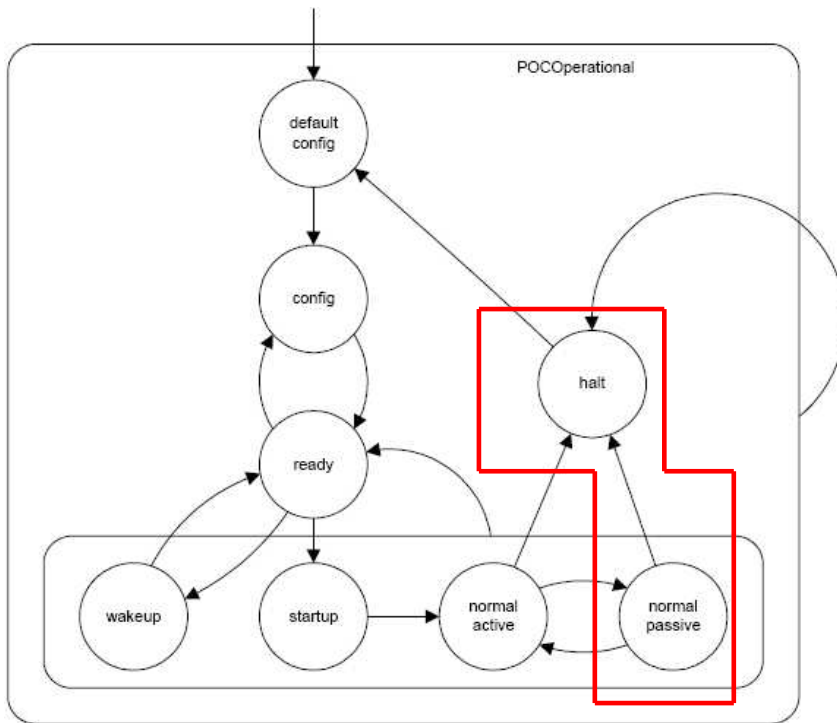 POCOperational
default
config
config
halt
ready
wakeup
startup
normal
active
normal
passive